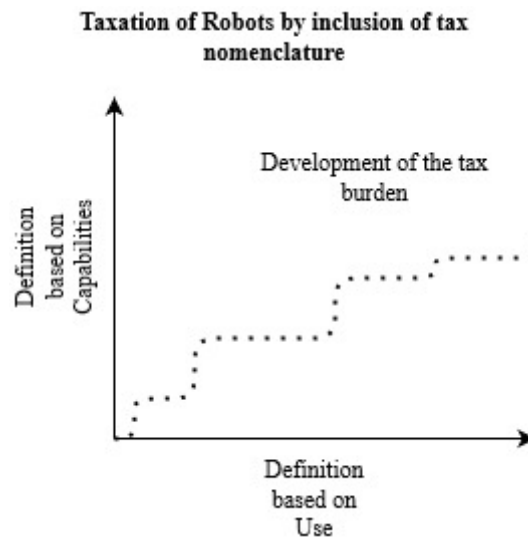 Taxation of Robots by inclusion of tax
nomenclature
Development of the tax
burden
Definition
based on
Capabilities
Definition
based on
Use